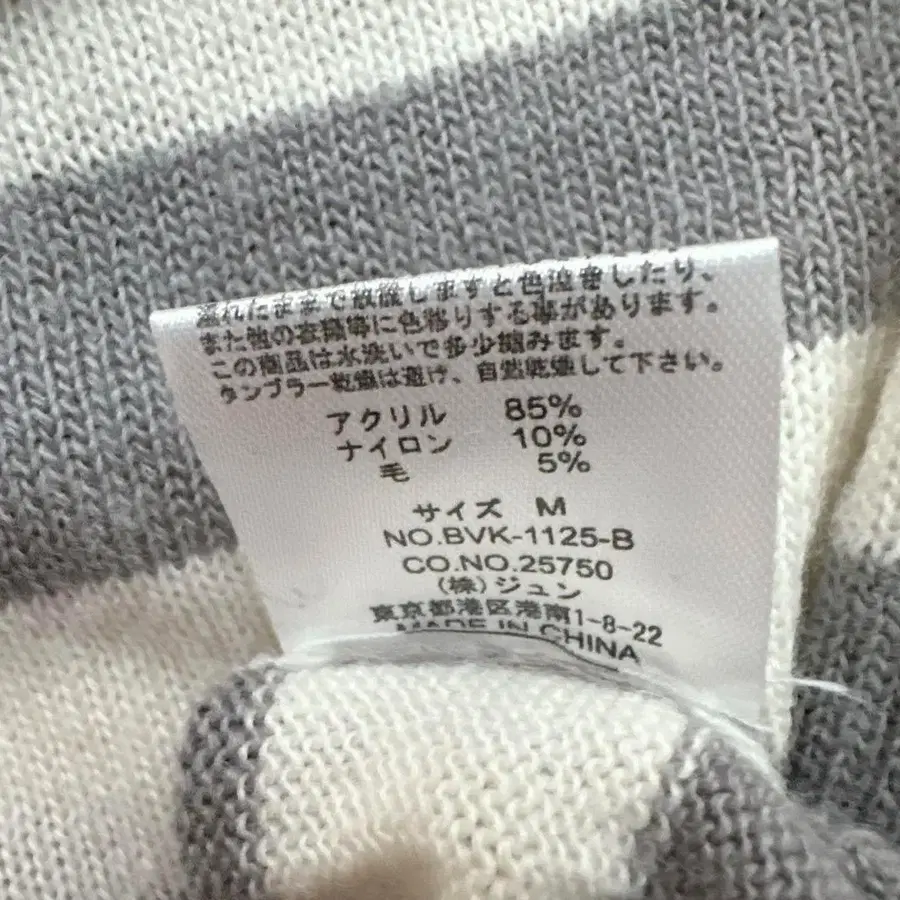 濡れたままで放置しますと色泣きしたり、
また他の衣料等に色移りする事があります。
この商品は水洗いで多少縮みます。
タンブラー乾燥は避け、自然乾燥して下さい。
アクリル 85%
ナイロン 10%
毛 5%
サイズ M
NO.BVK-1125-B
CO.NO.25750
(株)ジュン
東京都港区港南1-8-22
MADE IN CHINA